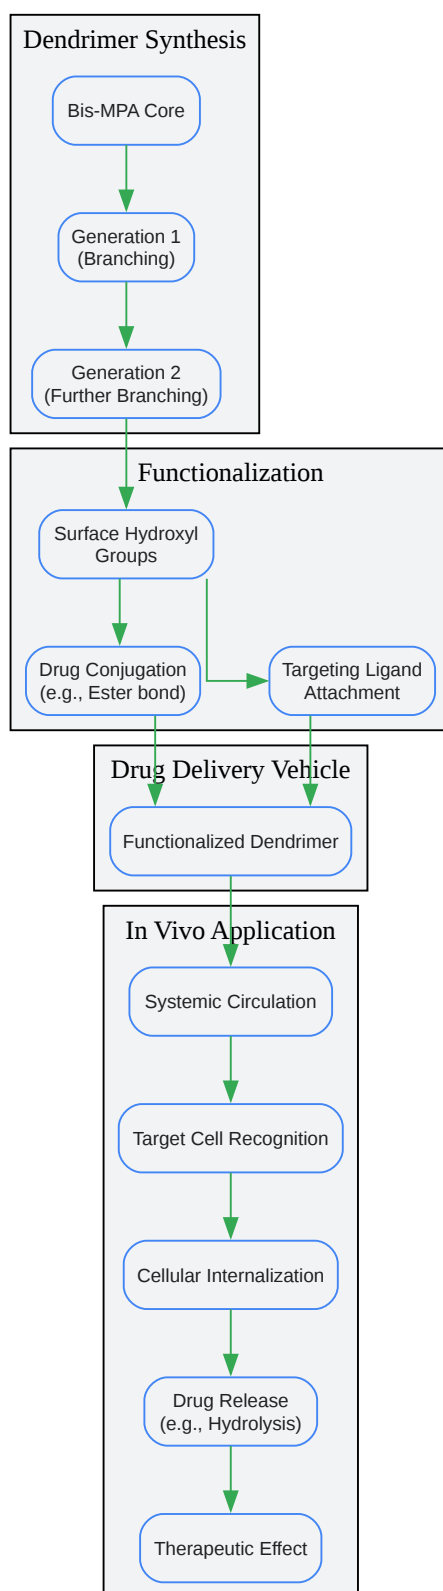 Dendrimer Synthesis
Bis-MPA Core
Generation 1
(Branching)
Generation 2
(Further Branching)
Functionalization
Surface Hydroxyl
Groups
Drug Conjugation
(e.g., Ester bond)
Targeting Ligand
Attachment
Drug Delivery Vehicle
Functionalized Dendrimer
In Vivo Application
Systemic Circulation
Target Cell Recognition
Cellular Internalization
Drug Release
(e.g., Hydrolysis)
Therapeutic Effect